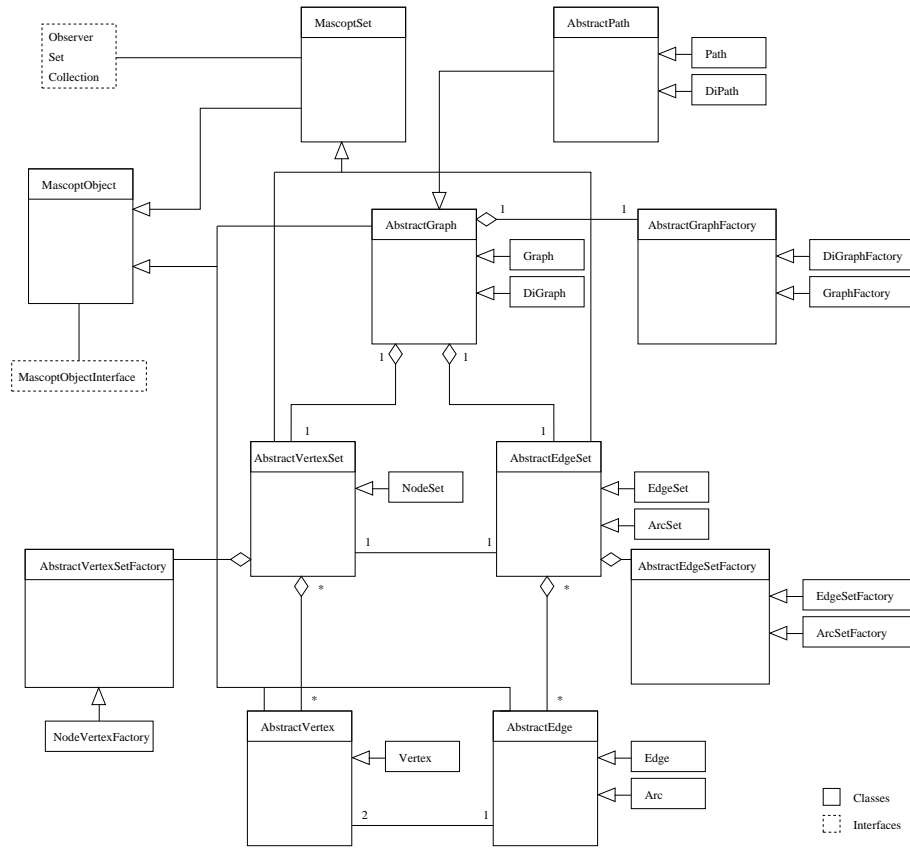 MascoptSet
AbstractPath
Observer
Set
Collection
Path
DiPath
MascoptObject
AbstractGraph
1
1
AbstractGraphFactory
Graph
DiGraph
DiGraphFactory
GraphFactory
1
1
MascoptObjectInterface
1
1
AbstractVertexSet
AbstractEdgeSet
NodeSet
EdgeSet
ArcSet
1
1
AbstractVertexSetFactory
AbstractEdgeSetFactory
*
*
EdgeSetFactory
ArcSetFactory
*
*
AbstractVertex
AbstractEdge
NodeVertexFactory
Vertex
Edge
Arc
2
1
Classes
Interfaces